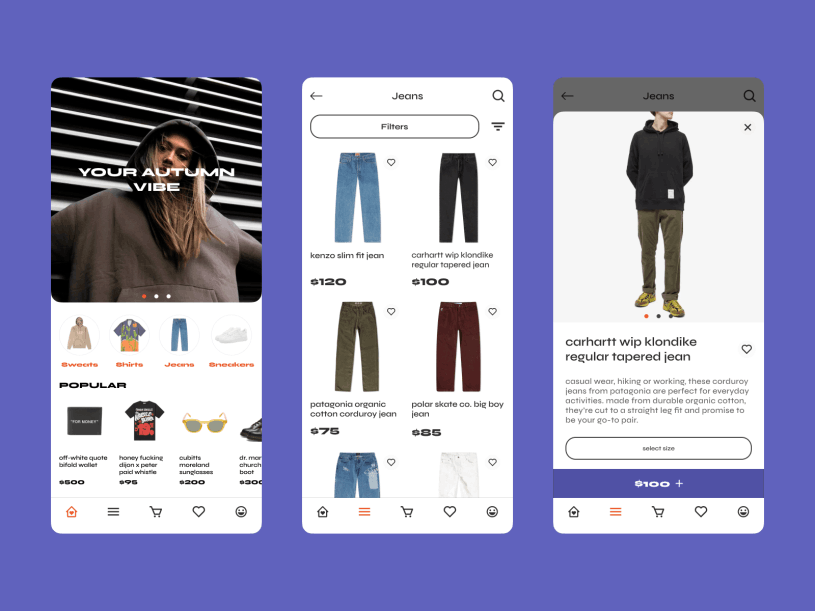 YOUR AUTUMN
VIBE
Sweats
Shirts
Jeans
Sneakers
POPULAR
"FOR MONEY"
off-white quote
bifold wallet
$500
honey fucking
dijon x peter
paid whistle
$95
cubitts
moreland
sunglasses
$200
dr. mar
church
boot
$200
Jeans
Filters
kenzo slim fit jean
$120
carhartt wip klondike
regular tapered jean
$100
patagonia organic
cotton corduroy jean
$75
polar skate co. big boy
jean
$85
Jeans
carhartt wip klondike
regular tapered jean
casual wear, hiking or working, these corduroy
jeans from patagonia are perfect for everyday
activities. made from durable organic cotton,
they're cut to a straight leg fit and promise to
be your go-to pair.
select size
$100 +